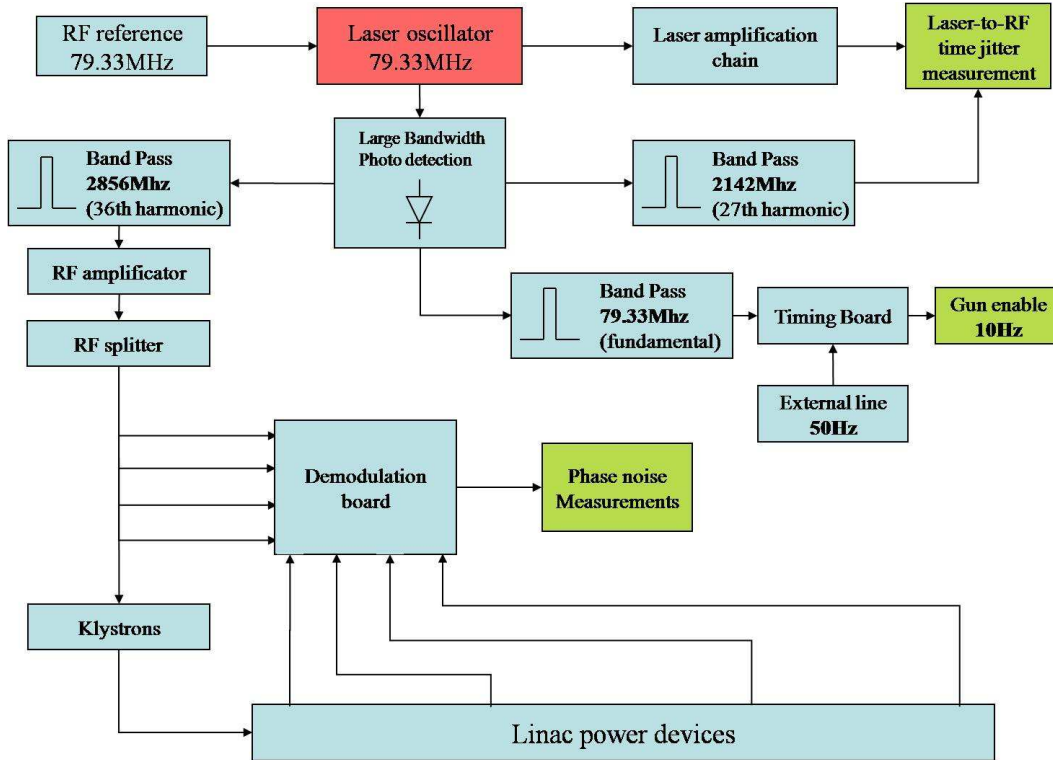 RF reference
79.33MHz
Laser oscillator
79.33MHz
Laser amplification
chain
Laser-to-RF
time jitter
measurement
Large Bandwidth
Photo detection
Band Pass
2856Mhz
(36th harmonic)
Band Pass
2142Mhz
(27th harmonic)
RF amplificator
RF splitter
Band Pass
79.33Mhz
(fundamental)
Timing Board
Gun enable
10Hz
External line
50Hz
Demodulation
board
Phase noise
Measurements
Klystrons
Linac power devices